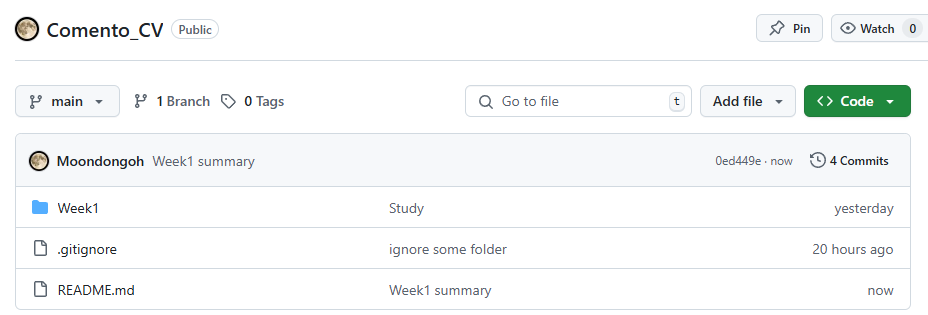 Comento_CV Public Pin Watch 0
main 1 Branch 0 Tags Go to file t Add file Code
Moondongoh Week1 summary 0ed449e · now 4 Commits
Week1 Study yesterday
.gitignore ignore some folder 20 hours ago
README.md Week1 summary now